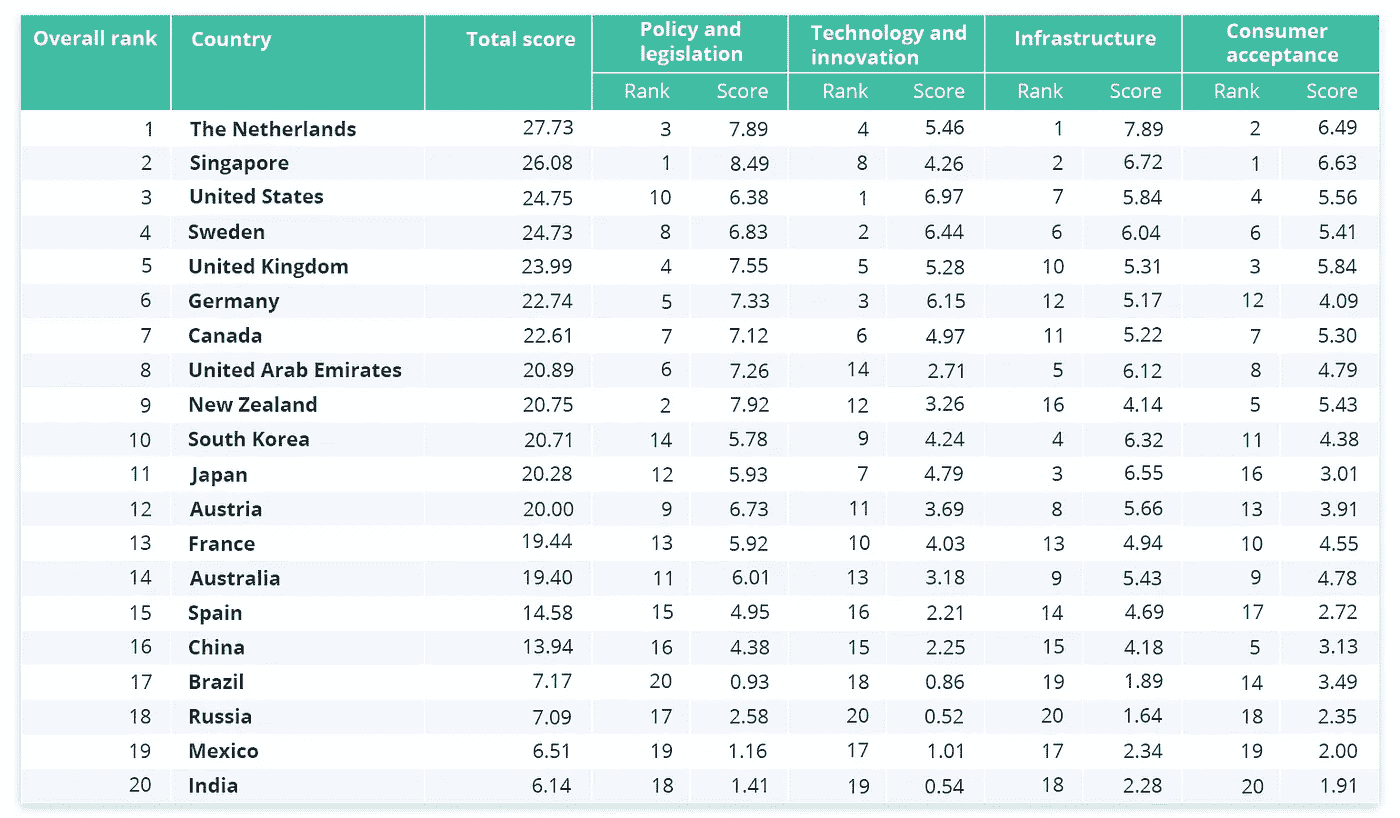 Overall rank Country Total score Policy and legislation Technology and innovation Infrastructure Consumer acceptance
Rank Score Rank Score Rank Score Rank Score
1 The Netherlands 27.73 3 7.89 4 5.46 1 7.89 2 6.49
2 Singapore 26.08 1 8.49 8 4.26 2 6.72 1 6.63
3 United States 24.75 10 6.38 1 6.97 7 5.84 4 5.56
4 Sweden 24.73 8 6.83 2 6.44 6 6.04 6 5.41
5 United Kingdom 23.99 4 7.55 5 5.28 10 5.31 3 5.84
6 Germany 22.74 5 7.33 3 6.15 12 5.17 12 4.09
7 Canada 22.61 7 7.12 6 4.97 11 5.22 7 5.30
8 United Arab Emirates 20.89 6 7.26 14 2.71 5 6.12 8 4.79
9 New Zealand 20.75 2 7.92 12 3.26 16 4.14 5 5.43
10 South Korea 20.71 14 5.78 9 4.24 4 6.32 11 4.38
11 Japan 20.28 12 5.93 7 4.79 3 6.55 16 3.01
12 Austria 20.00 9 6.73 11 3.69 8 5.66 13 3.91
13 France 19.44 13 5.92 10 4.03 13 4.94 10 4.55
14 Australia 19.40 11 6.01 13 3.18 9 5.43 9 4.78
15 Spain 14.58 15 4.95 16 2.21 14 4.69 17 2.72
16 China 13.94 16 4.38 15 2.25 15 4.18 5 3.13
17 Brazil 7.17 20 0.93 18 0.86 19 1.89 14 3.49
18 Russia 7.09 17 2.58 20 0.52 20 1.64 18 2.35
19 Mexico 6.51 19 1.16 17 1.01 17 2.34 19 2.00
20 India 6.14 18 1.41 19 0.54 18 2.28 20 1.91